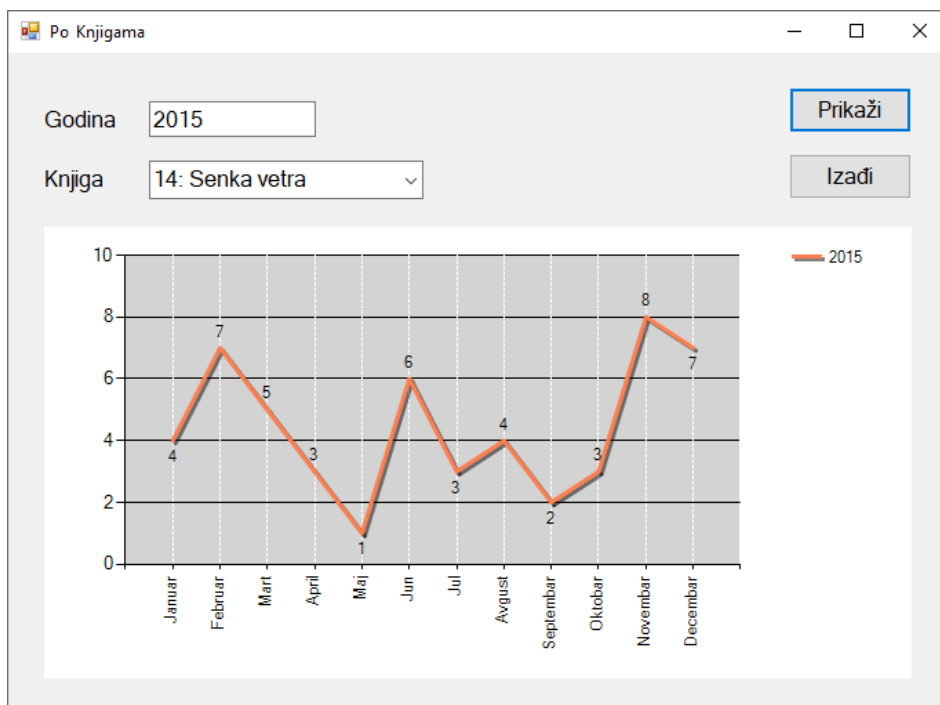 Po Knjigama
Godina 2015 Prikaži
Knjiga 14: Senka vetra Izađi
10
8
6
4
2
0
4
7
5
3
1
6
3
4
2
3
8
7
Januar
Februar
Mart
April
Maj
Jun
Jul
Avgust
Septembar
Oktobar
Novembar
Decembar
2015